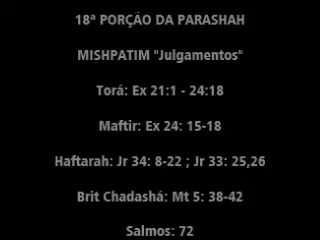 18ª PORÇÃO DA PARASHAH
MISHPATIM "Julgamentos"
Torá: Ex 21:1 - 24:18
Maftir: Ex 24: 15-18
Haftarah: Jr 34: 8-22 ; Jr 33: 25,26
Brit Chadashá: Mt 5: 38-42
Salmos: 72